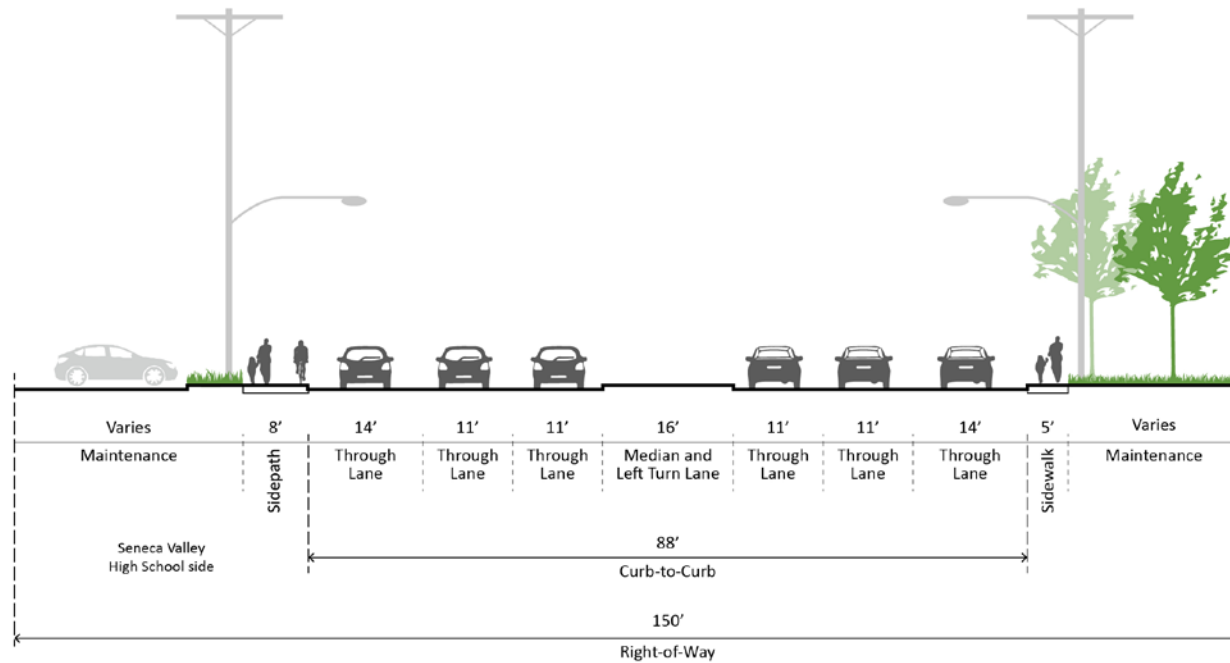 Varies 8’ 14’ 11’ 11’ 16’ 11’ 11’ 14’ 5’ Varies
Maintenance Sidepath Through Lane Through Lane Through Lane Median and Left Turn Lane Through Lane Through Lane Through Lane Sidewalk Maintenance
Seneca Valley
High School side
88’
Curb-to-Curb
150’
Right-of-Way